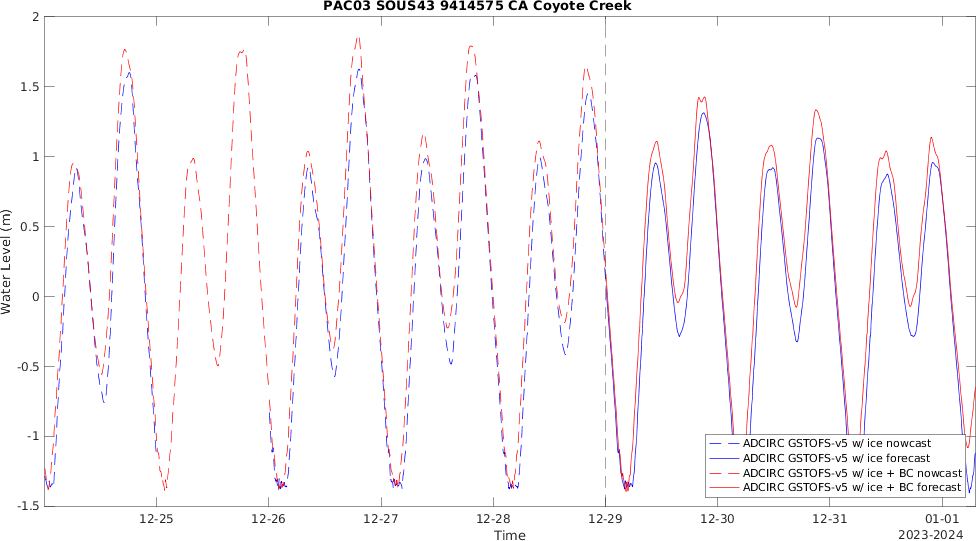 PAC03 SOUS43 9414575 CA Coyote Creek
2
1.5
1
0.5
0
-0.5
-1
-1.5
Water Level (m)
ADCIRC GSTOFS-v5 w/ ice nowcast
ADCIRC GSTOFS-v5 w/ ice forecast
ADCIRC GSTOFS-v5 w/ ice + BC nowcast
ADCIRC GSTOFS-v5 w/ ice + BC forecast
12-25 12-26 12-27 12-28 12-29 12-30 12-31 01-01
Time
2023-2024